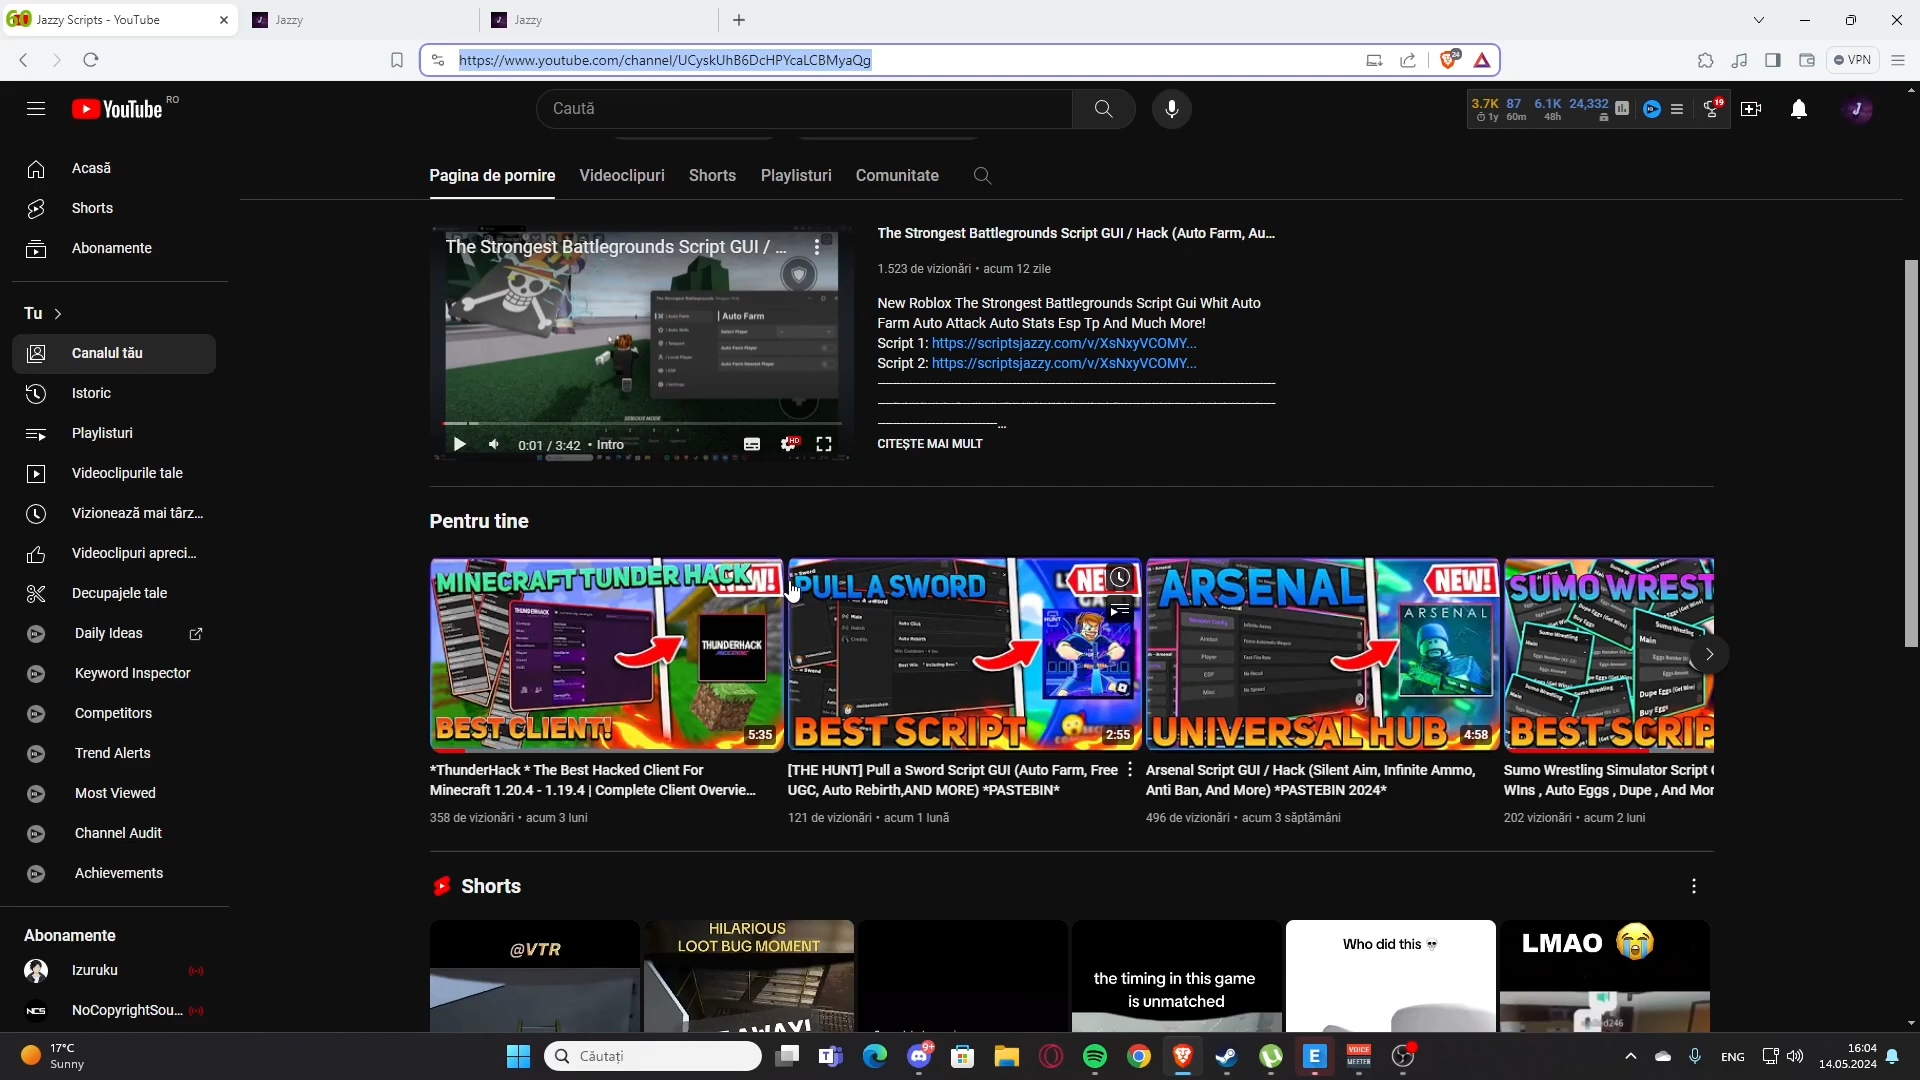 Jazzy Scripts - YouTube
Jazzy
Jazzy
https://www.youtube.com/channel/UCyskUhB6DcHPYcaLCBMyaQg
24
VPN
YouTube RO
Caută
3.7K 87 6.1K 24,332
1y 60m 48h
19
Acasă
Shorts
Abonamente
Tu
Canalul tău
Istoric
Playlisturi
Videoclipurile tale
Vizionează mai târz...
Videoclipuri apreci...
Decupajele tale
Daily Ideas
Keyword Inspector
Competitors
Trend Alerts
Most Viewed
Channel Audit
Achievements
Abonamente
Izuruku
NoCopyrightSou...
Pagina de pornire
Videoclipuri
Shorts
Playlisturi
Comunitate
The Strongest Battlegrounds Script GUI / ...
Auto Farm
SERIOUS MODE
0:01 / 3:42 • Intro
HD
The Strongest Battlegrounds Script GUI / Hack (Auto Farm, Au...
1.523 de vizionări • acum 12 zile
New Roblox The Strongest Battlegrounds Script Gui Whit Auto
Farm Auto Attack Auto Stats Esp Tp And Much More!
Script 1: https://scriptsjazzy.com/v/XsNxyVCOMY...
Script 2: https://scriptsjazzy.com/v/XsNxyVCOMY...
CITEȘTE MAI MULT
Pentru tine
MINECRAFT TUNDER HACK
THUNDERHACK
BEST CLIENT!
5:35
PULL A SWORD
BEST SCRIPT
2:55
ARSENAL
NEW!
ARSENAL
UNIVERSAL HUB
4:58
SUMO WREST
BEST SCRIP
*ThunderHack * The Best Hacked Client For
Minecraft 1.20.4 - 1.19.4 | Complete Client Overvie...
358 de vizionări • acum 3 luni
[THE HUNT] Pull a Sword Script GUI (Auto Farm, Free
UGC, Auto Rebirth,AND MORE) *PASTEBIN*
121 de vizionări • acum 1 lună
Arsenal Script GUI / Hack (Silent Aim, Infinite Ammo,
Anti Ban, And More) *PASTEBIN 2024*
496 de vizionări • acum 3 săptămâni
Sumo Wrestling Simulator Script
WIns , Auto Eggs , Dupe , And Mor
202 vizionări • acum 2 luni
Shorts
@VTR
HILARIOUS
LOOT BUG MOMENT
the timing in this game
is unmatched
Who did this 💀
LMAO 😭
17°C
Sunny
Căutați
9+
VOICE
MEETER
ENG
16:04
14.05.2024